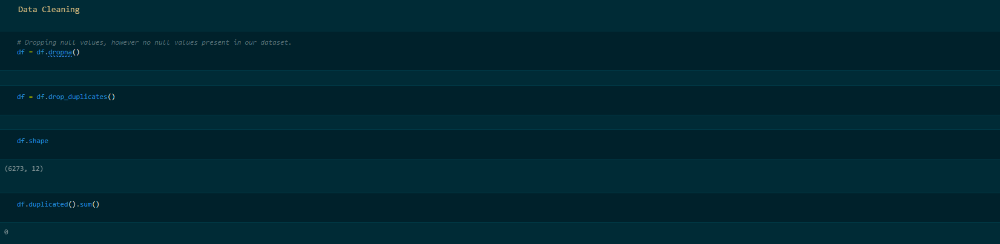 Data Cleaning
# Dropping null values, however no null values present in our dataset.
df = df.dropna()
df = df.drop_duplicates()
df.shape
(6273, 12)
df.duplicated().sum()
0